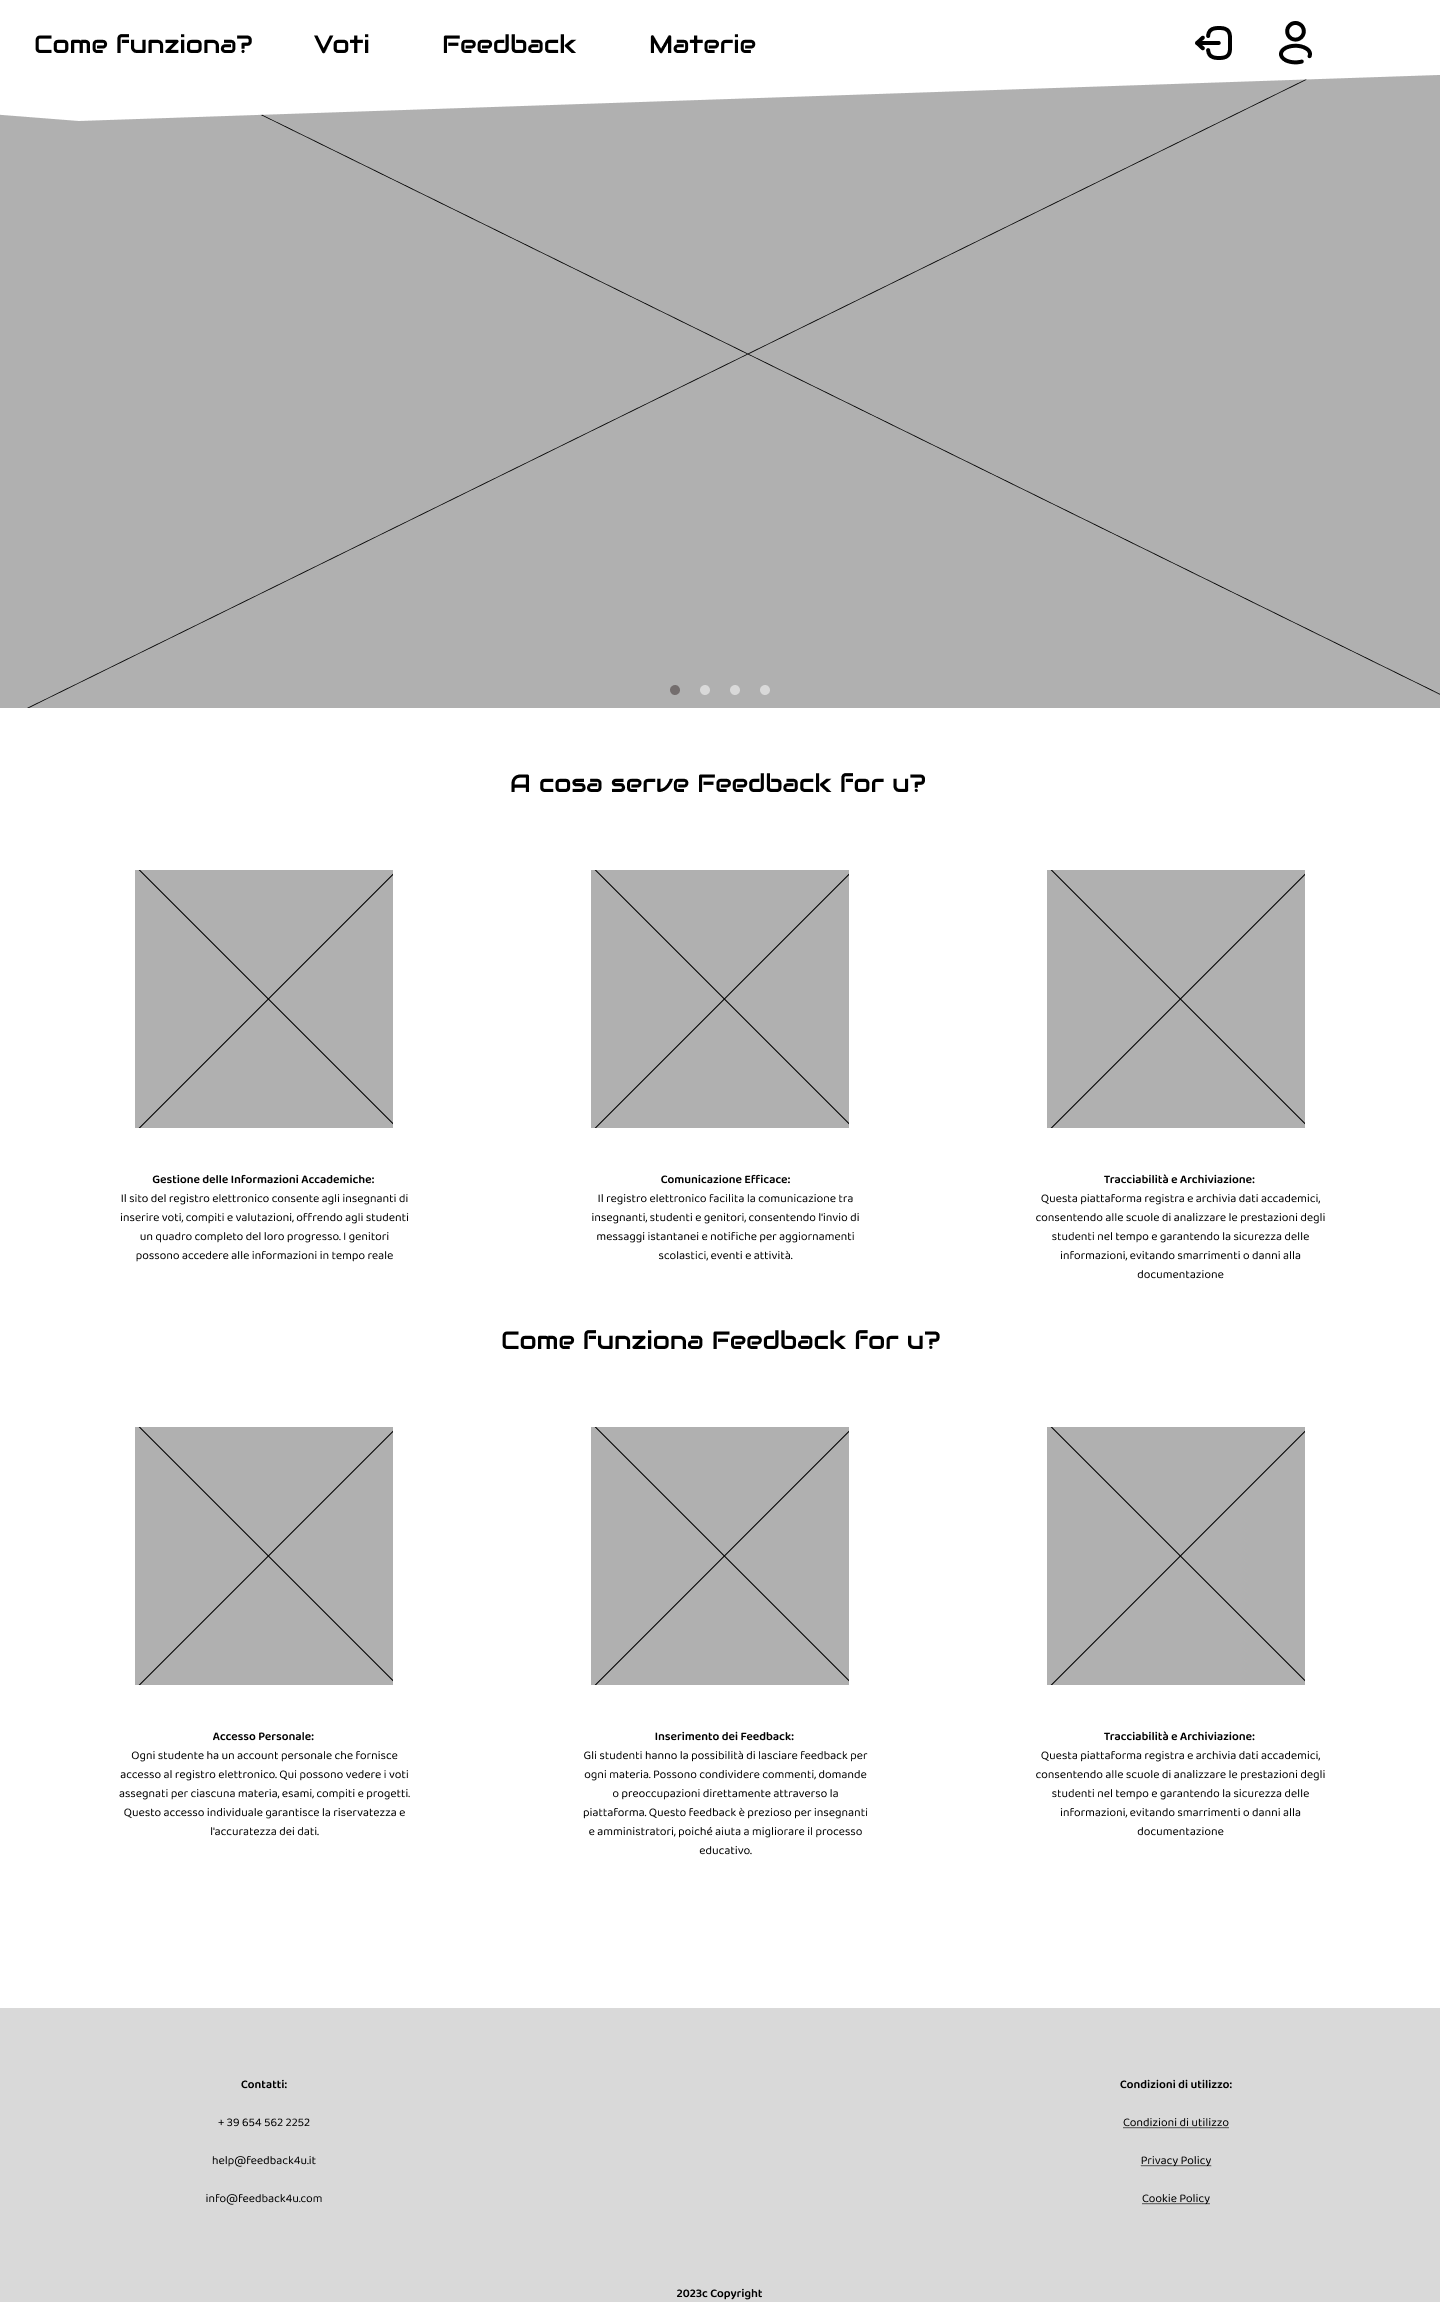 Come funziona? Voti Feedback Materie
A cosa serve Feedback for u?
Gestione delle Informazioni Accademiche:
Il sito del registro elettronico consente agli insegnanti di
inserire voti, compiti e valutazioni, offrendo agli studenti
un quadro completo del loro progresso. I genitori
possono accedere alle informazioni in tempo reale
Comunicazione Efficace:
Il registro elettronico facilita la comunicazione tra
insegnanti, studenti e genitori, consentendo l'invio di
messaggi istantanei e notifiche per aggiornamenti
scolastici, eventi e attività.
Tracciabilità e Archiviazione:
Questa piattaforma registra e archivia dati accademici,
consentendo alle scuole di analizzare le prestazioni degli
studenti nel tempo e garantendo la sicurezza delle
informazioni, evitando smarrimenti o danni alla
documentazione
Come funziona Feedback for u?
Accesso Personale:
Ogni studente ha un account personale che fornisce
accesso al registro elettronico. Qui possono vedere i voti
assegnati per ciascuna materia, esami, compiti e progetti.
Questo accesso individuale garantisce la riservatezza e
l'accuratezza dei dati.
Inserimento dei Feedback:
Gli studenti hanno la possibilità di lasciare feedback per
ogni materia. Possono condividere commenti, domande
o preoccupazioni direttamente attraverso la
piattaforma. Questo feedback è prezioso per insegnanti
e amministratori, poiché aiuta a migliorare il processo
educativo.
Tracciabilità e Archiviazione:
Questa piattaforma registra e archivia dati accademici,
consentendo alle scuole di analizzare le prestazioni degli
studenti nel tempo e garantendo la sicurezza delle
informazioni, evitando smarrimenti o danni alla
documentazione
Contatti:
+ 39 654 562 2252
help@feedback4u.it
info@feedback4u.com
Condizioni di utilizzo:
Condizioni di utilizzo
Privacy Policy
Cookie Policy
2023c Copyright